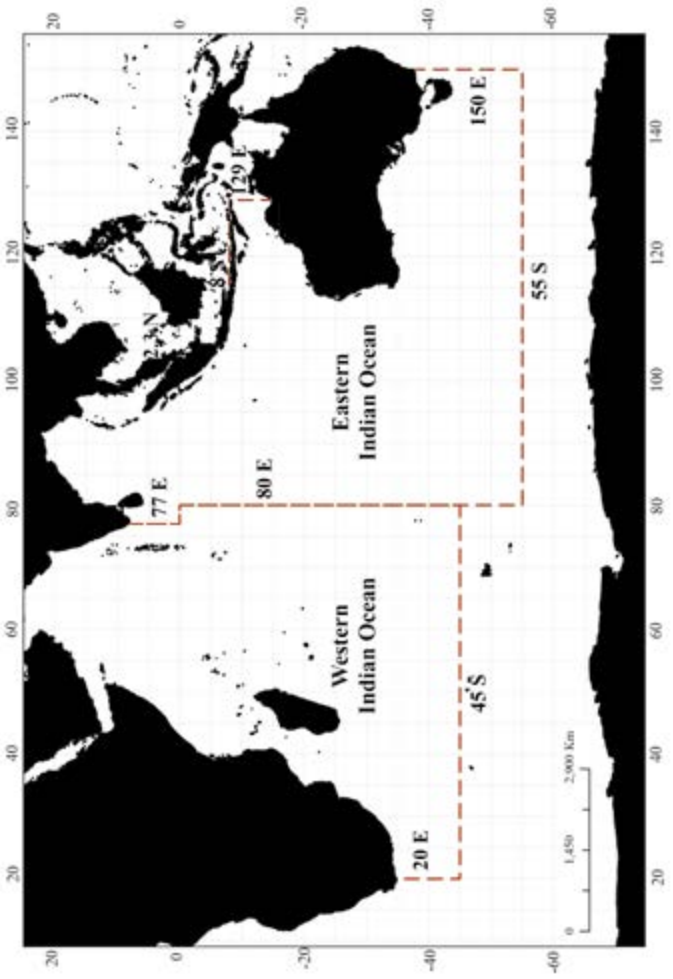 20 40 60 80 100 120 140
20 20
77 E
0 0
8 S
129 E
80 E
-20 -20
Western
Indian Ocean
Eastern
Indian Ocean
20 E
-40 -40
45°S
150 E
55 S
0 1,450 2,900 Km
-60 -60
20 40 60 80 100 120 140